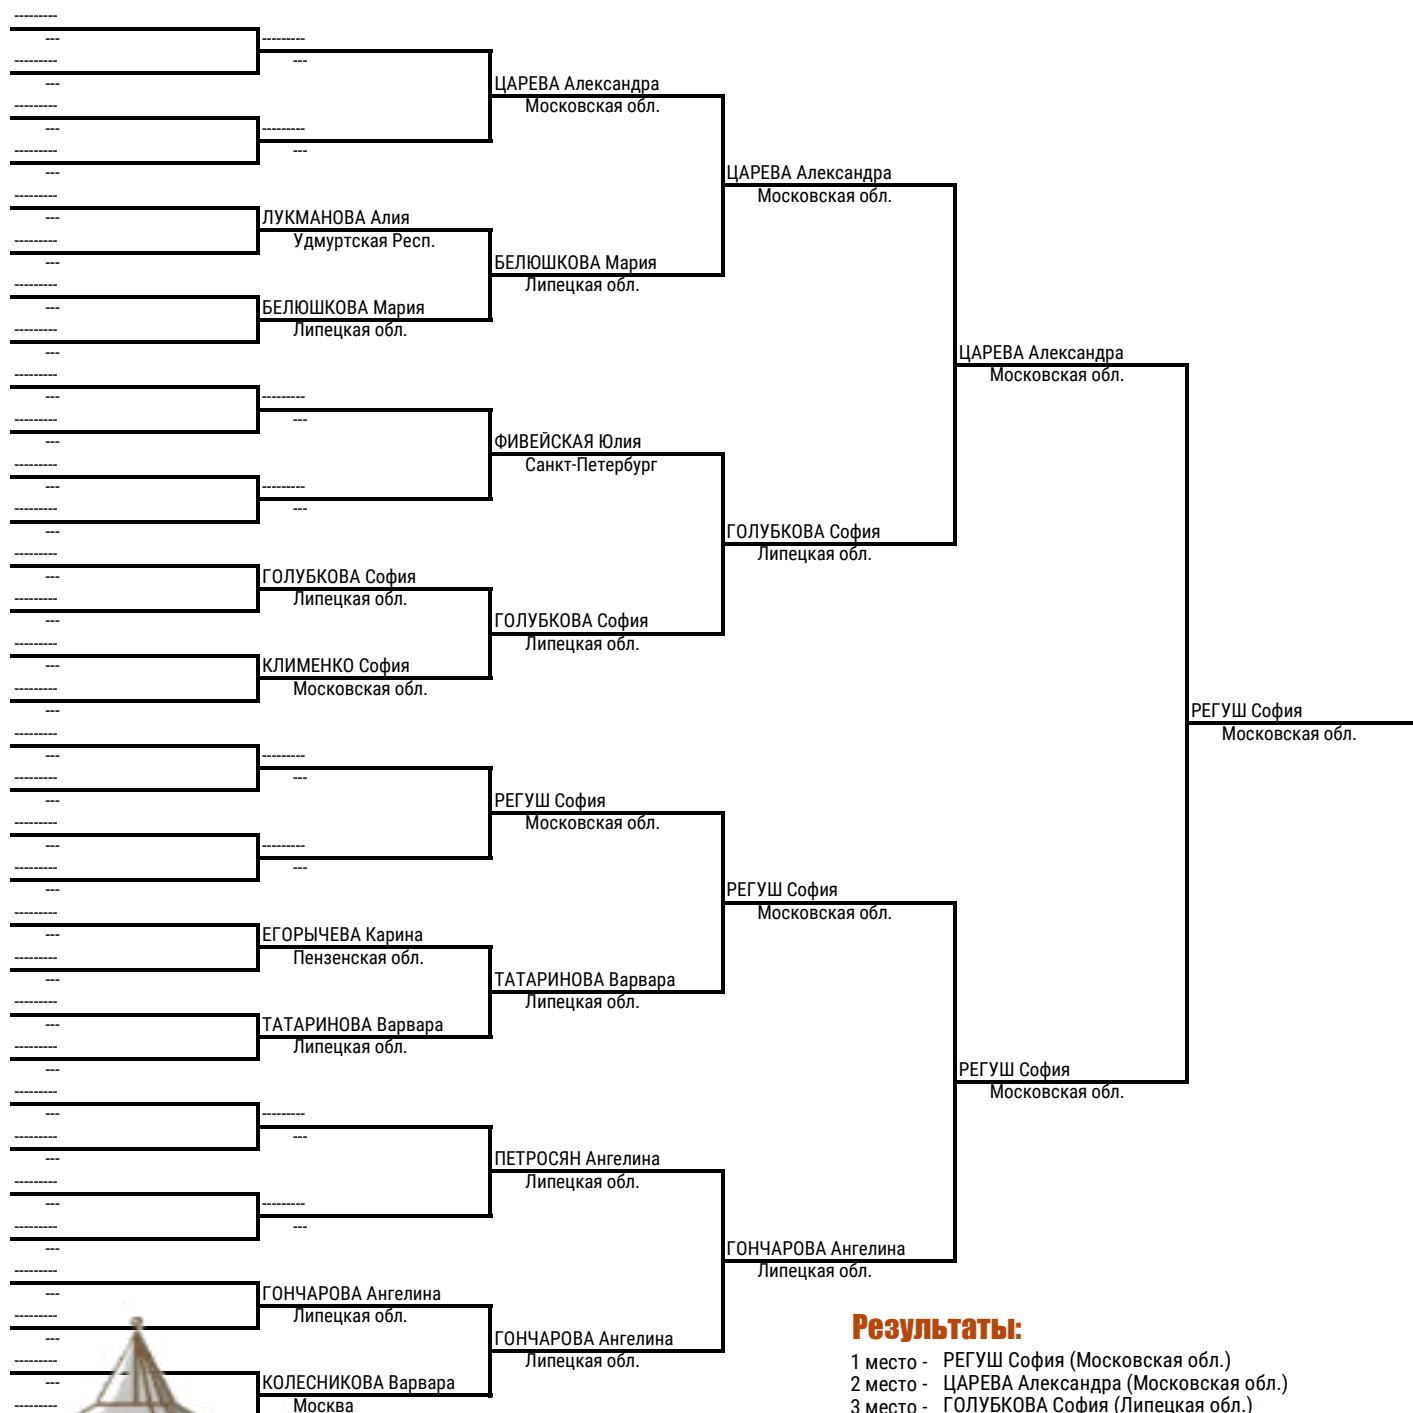 ЦАРЕВА Александра
Московская обл.
ЦАРЕВА Александра
Московская обл.
ЛУКМАНОВА Алия
Удмуртская Респ.
БЕЛЮШКОВА Мария
Липецкая обл.
БЕЛЮШКОВА Мария
Липецкая обл.
ЦАРЕВА Александра
Московская обл.
ФИВЕЙСКАЯ Юлия
Санкт-Петербург
ГОЛУБКОВА София
Липецкая обл.
ГОЛУБКОВА София
Липецкая обл.
ГОЛУБКОВА София
Липецкая обл.
КЛИМЕНКО София
Московская обл.
РЕГУШ София
Московская обл.
РЕГУШ София
Московская обл.
РЕГУШ София
Московская обл.
ЕГОРЫЧЕВА Карина
Пензенская обл.
ТАТАРИНОВА Варвара
Липецкая обл.
ТАТАРИНОВА Варвара
Липецкая обл.
РЕГУШ София
Московская обл.
ПЕТРОСЯН Ангелина
Липецкая обл.
ГОНЧАРОВА Ангелина
Липецкая обл.
ГОНЧАРОВА Ангелина
Липецкая обл.
ГОНЧАРОВА Ангелина
Липецкая обл.
КОЛЕСНИКОВА Варвара
Москва
Результаты:
1 место - РЕГУШ София (Московская обл.)
2 место - ЦАРЕВА Александра (Московская обл.)
3 место - ГОЛУБКОВА София (Липецкая обл.)